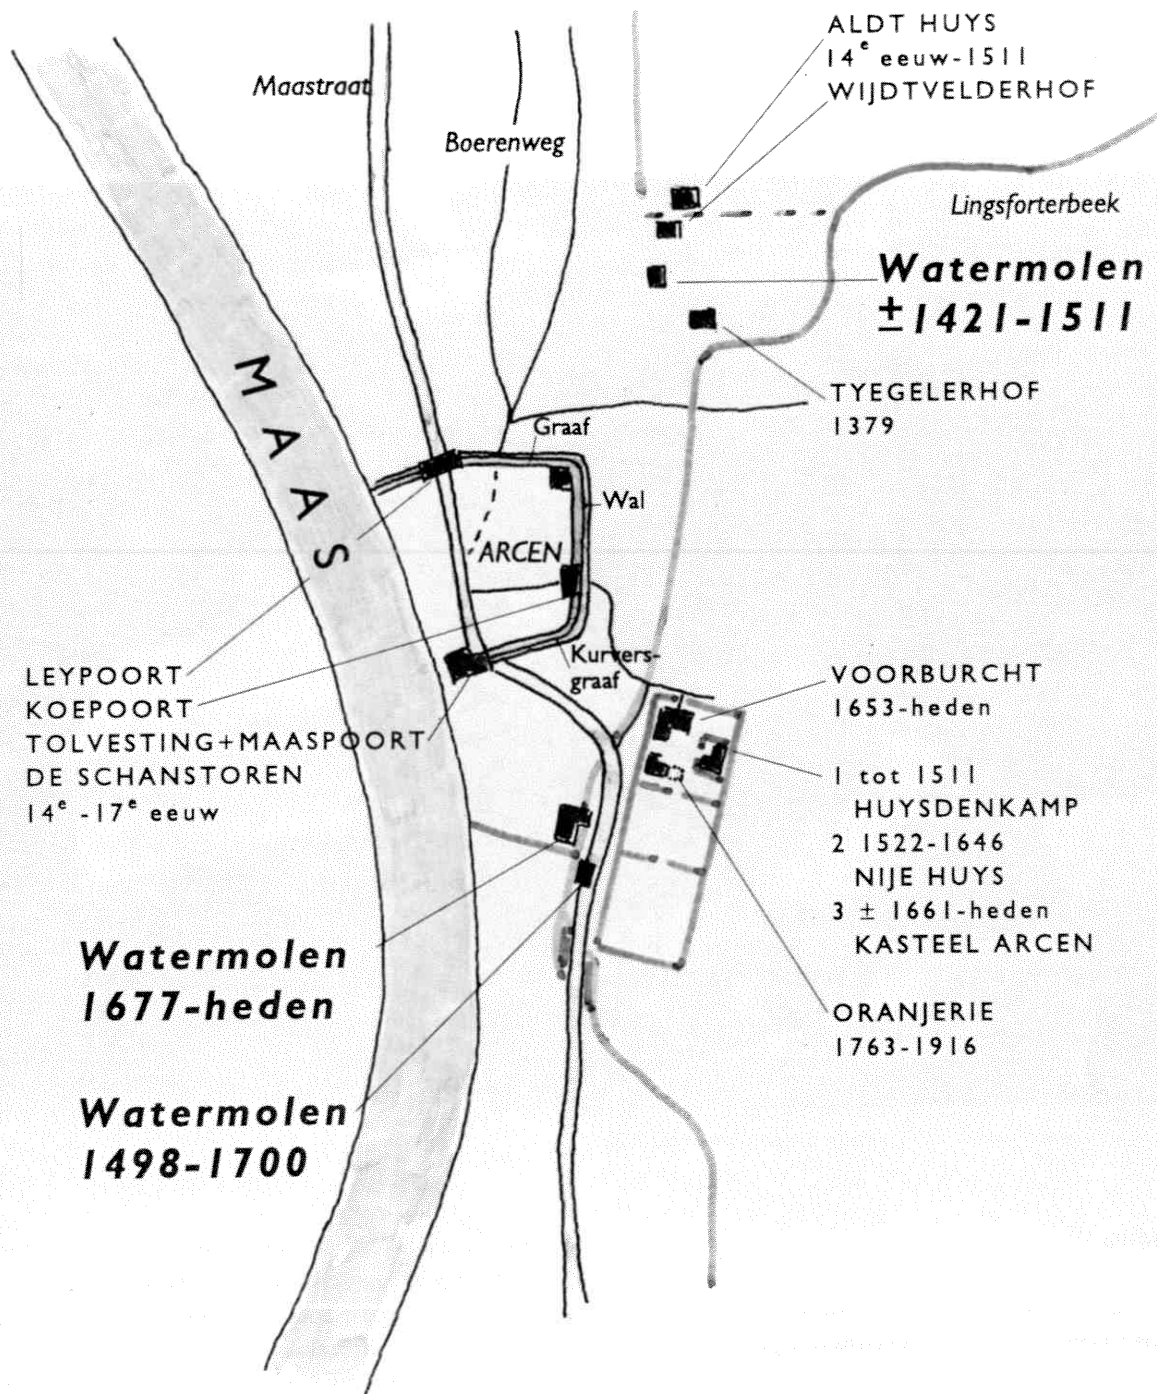 ALDT HUYS
14e eeuw-1511
WIJDTVELDERHOF
Maastraat
Boerenweg
Lingsforterbeek
Watermolen
±1421-1511
MAAS
TYEGELERHOF
1379
Graaf
Wal
ARCEN
Kurvers-
graaf
LEYPOORT
KOEPOORT
TOLVESTING+MAASPOORT
DE SCHANSTOREN
14e -17e eeuw
VOORBURCHT
1653-heden
1 tot 1511
HUYSDENKAMP
2 1522-1646
NIJE HUYS
3 ± 1661-heden
KASTEEL ARCEN
ORANJERIE
1763-1916
Watermolen
1677-heden
Watermolen
1498-1700